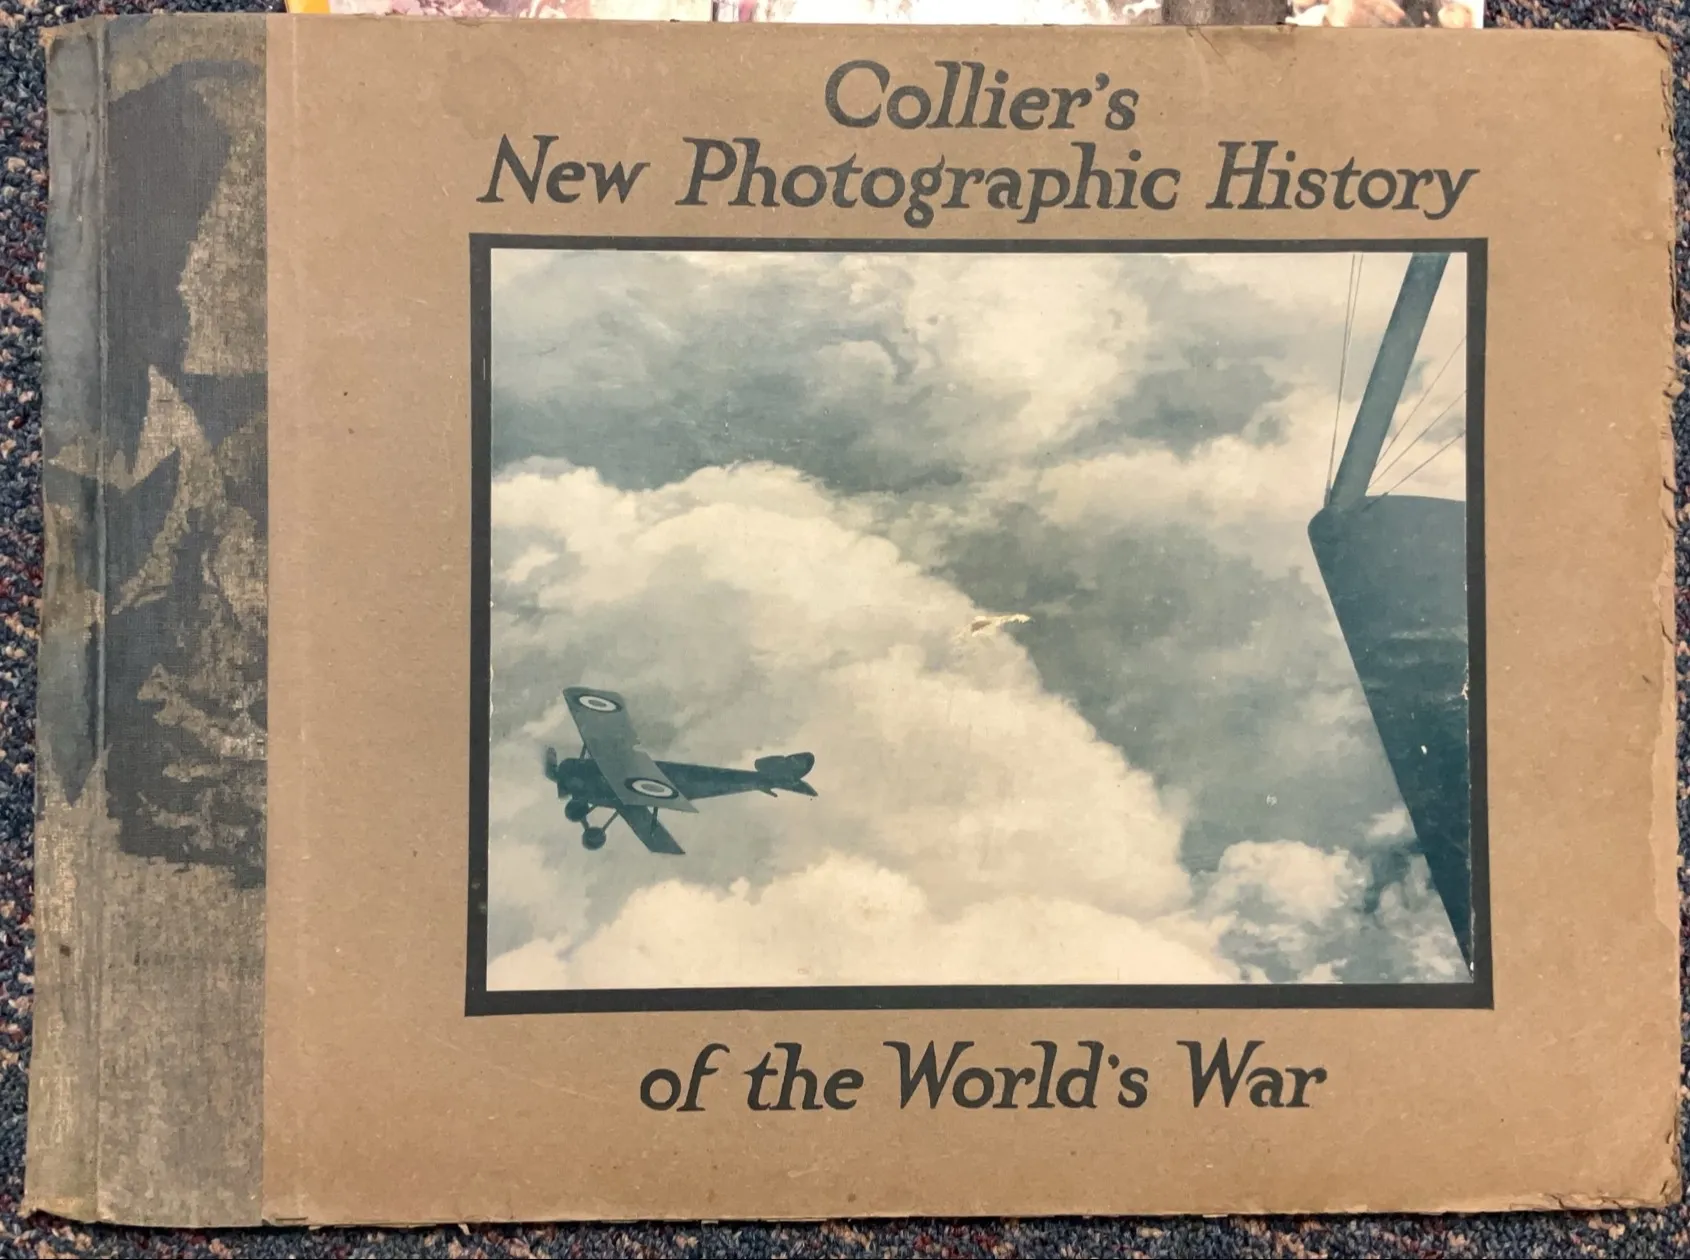 Collier's
New Photographic History
of the World's War